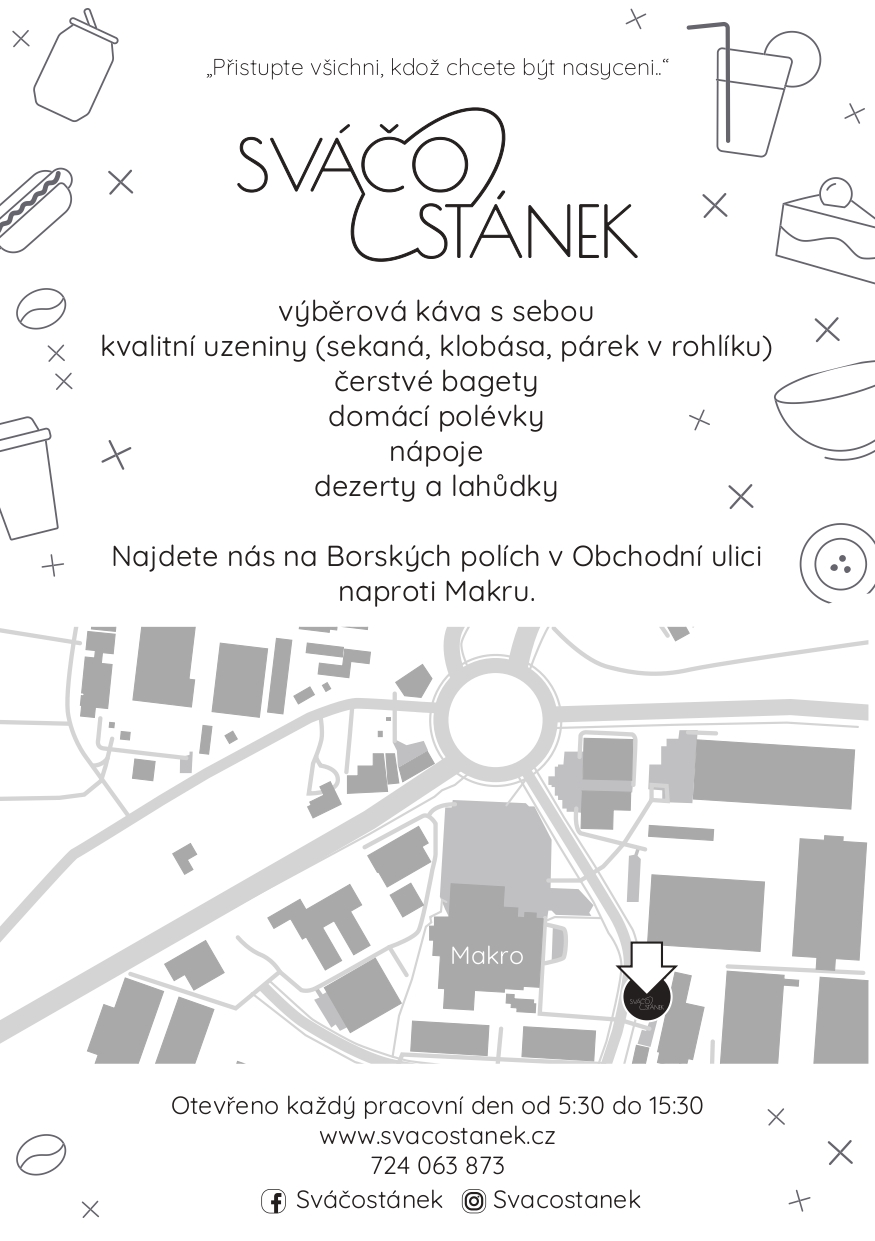 „Přistupte všichni, kdož chcete být nasyceni..“
SVÁČO
STÁNEK
výběrová káva s sebou
kvalitní uzeniny (sekaná, klobása, párek v rohlíku)
čerstvé bagety
domácí polévky
nápoje
dezerty a lahůdky
Najdete nás na Borských polích v Obchodní ulici
naproti Makru.
Makro
SVÁČO
STÁNEK
Otevřeno každý pracovní den od 5:30 do 15:30
www.svacostanek.cz
724 063 873
Sváčostánek Svacostanek